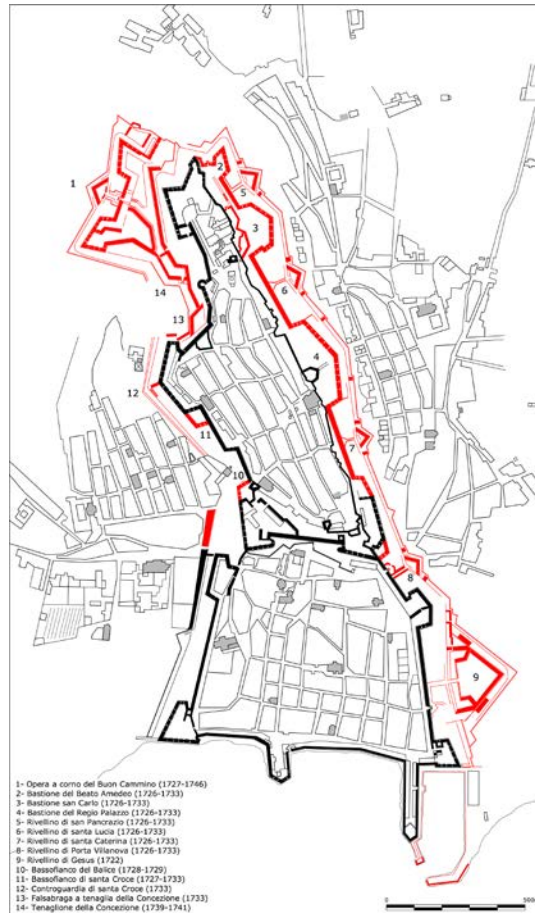 2
1
5
3
14
6
13
4
12
11
7
10
8
9
1- Opera a corno del Buon Cammino (1727-1746)
2- Bastione del Beato Amedeo (1726-1733)
3- Bastione san Carlo (1726-1733)
4- Bastione del Regio Palazzo (1726-1733)
5- Rivellino di san Pancrazio (1726-1733)
6- Rivellino di santa Lucia (1726-1733)
7- Rivellino di santa Caterina (1726-1733)
8- Rivellino di Porta Villanova (1726-1733)
9- Rivellino di Gesus (1722)
10- Bassofianco del Balice (1728-1729)
11- Bassofianco di santa Croce (1727-1733)
12- Controguardia di santa Croce (1733)
13- Falsabraga a tenaglia della Concezione (1733)
14- Tenaglione della Concezione (1739-1741)
0